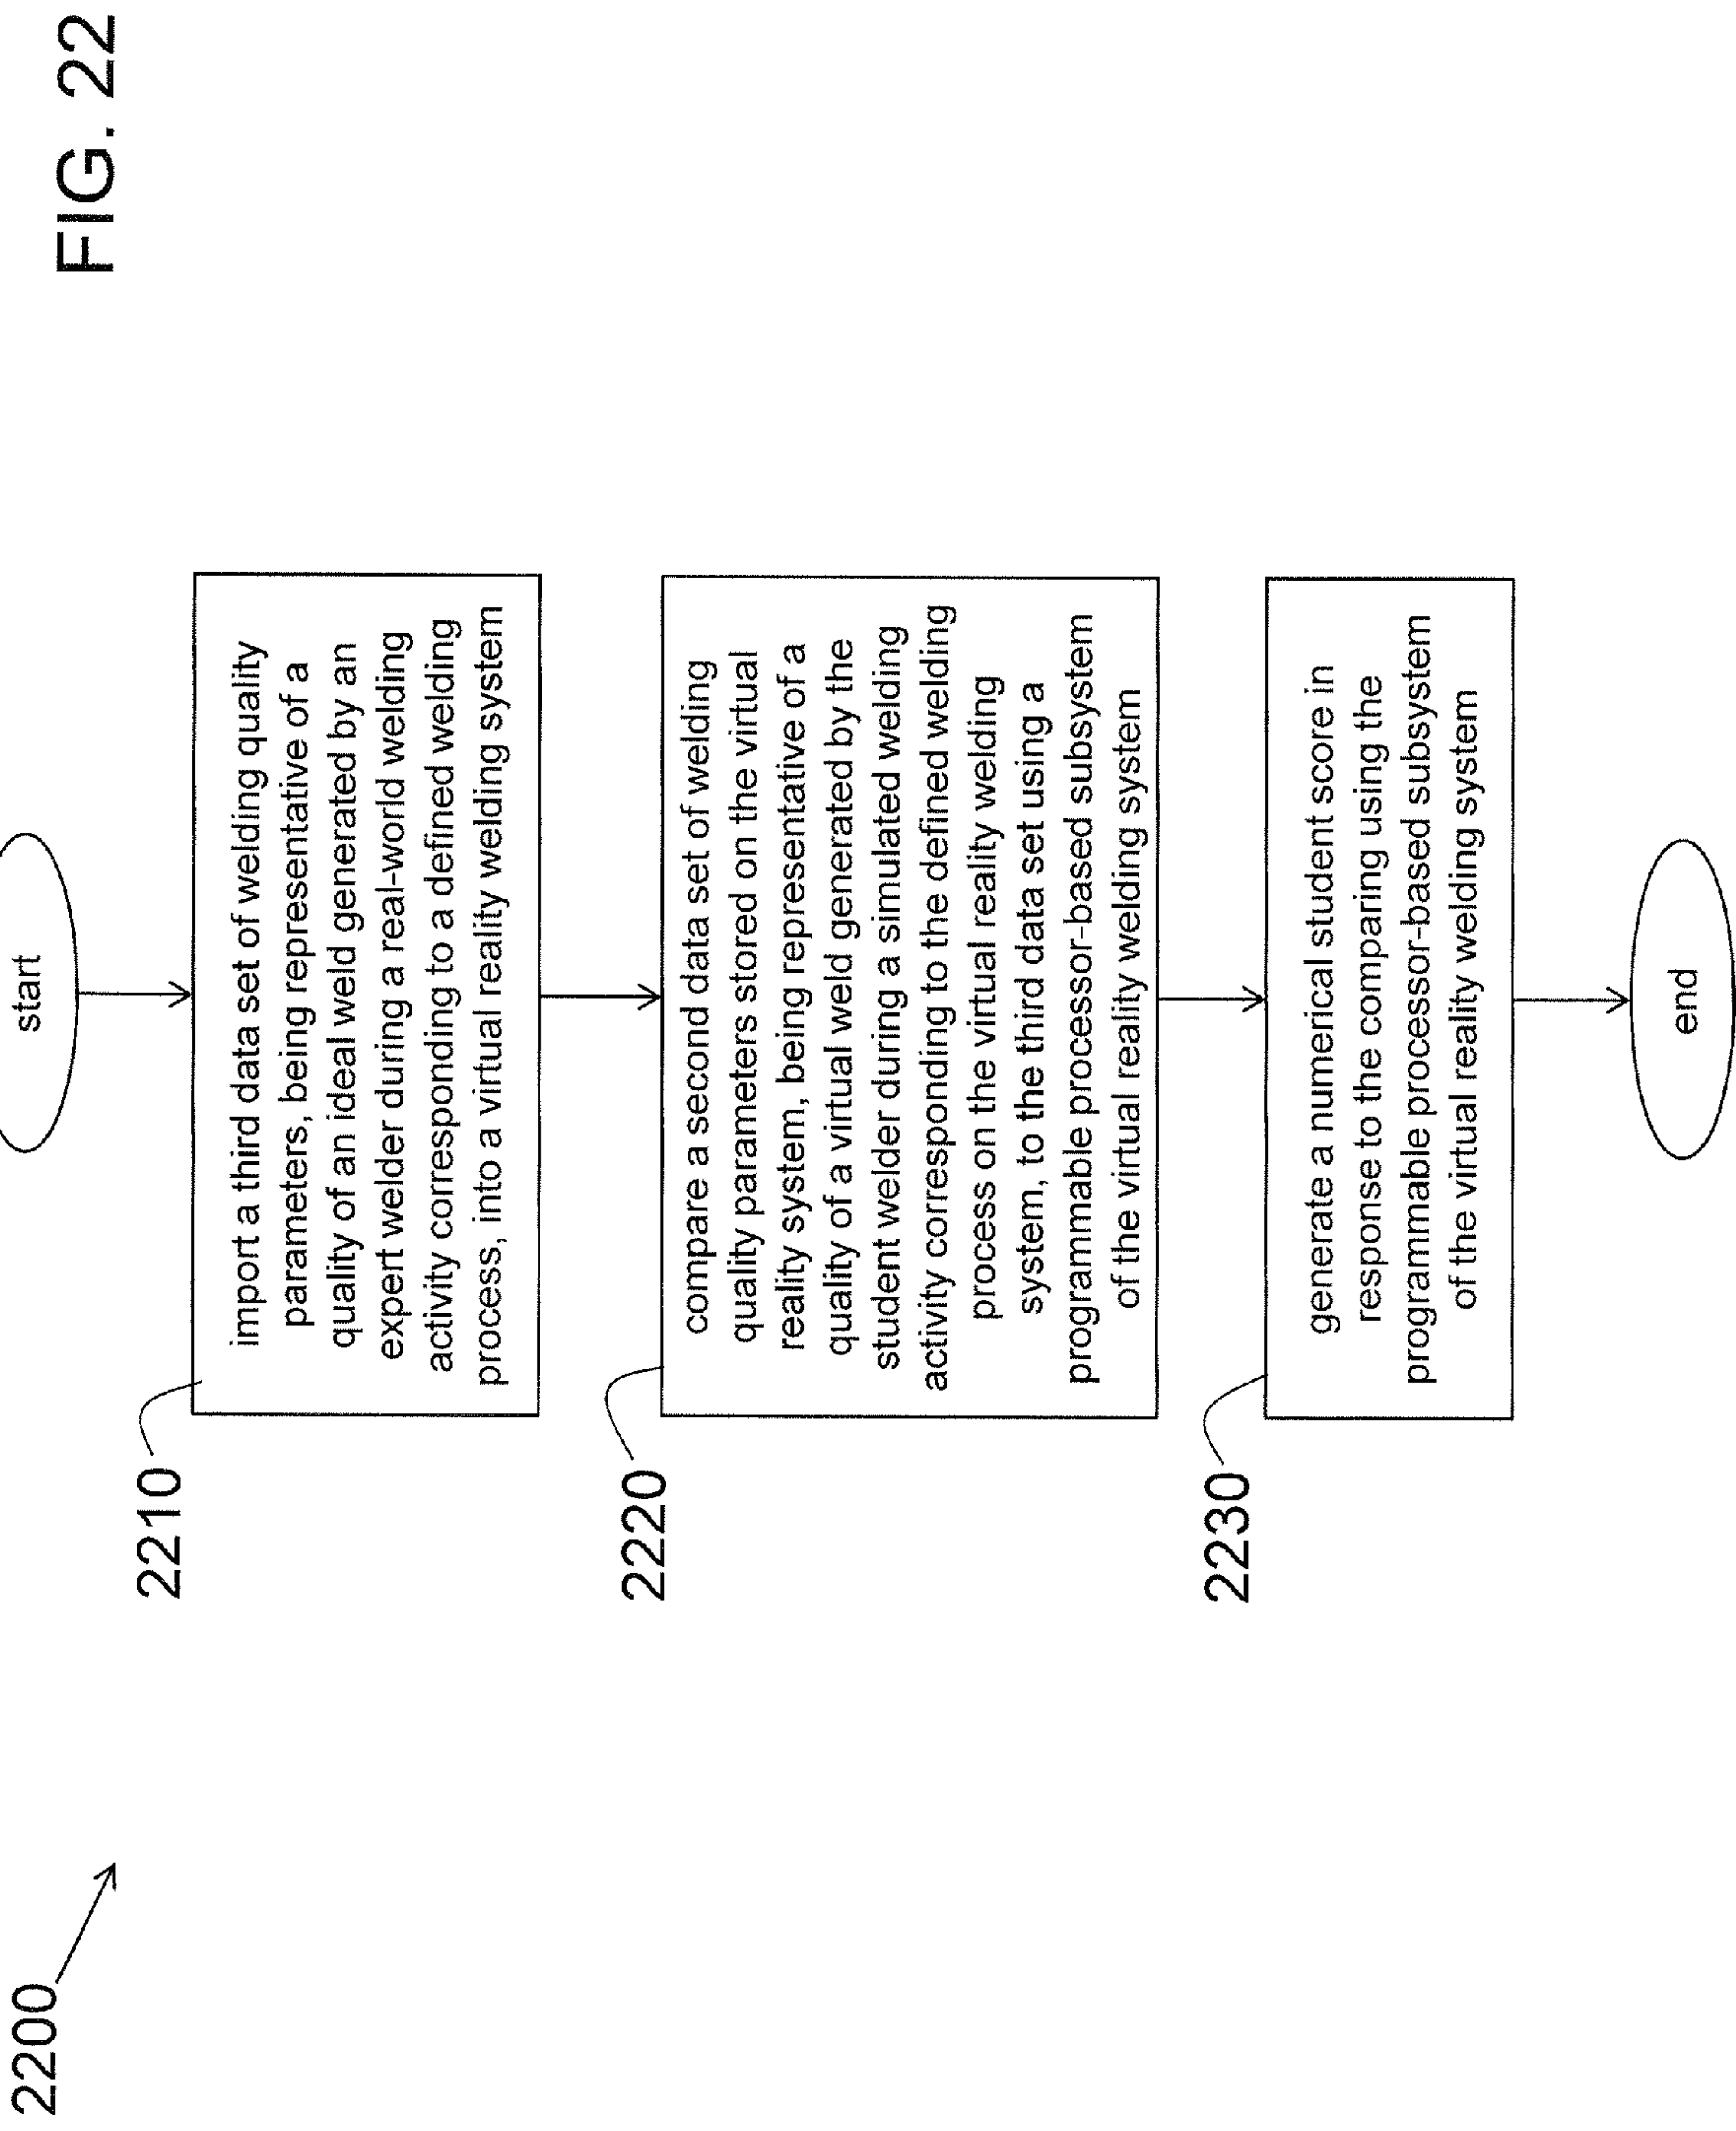 FIG. 22
2200
start
2210
import a third data set of welding quality
parameters, being representative of a
quality of an ideal weld generated by an
expert welder during a real-world welding
activity corresponding to a defined welding
process, into a virtual reality welding system
2220
compare a second data set of welding
quality parameters stored on the virtual
reality system, being representative of a
quality of a virtual weld generated by the
student welder during a simulated welding
activity corresponding to the defined welding
process on the virtual reality welding
system, to the third data set using a
programmable processor-based subsystem
of the virtual reality welding system
2230
generate a numerical student score in
response to the comparing using the
programmable processor-based subsystem
of the virtual reality welding system
end